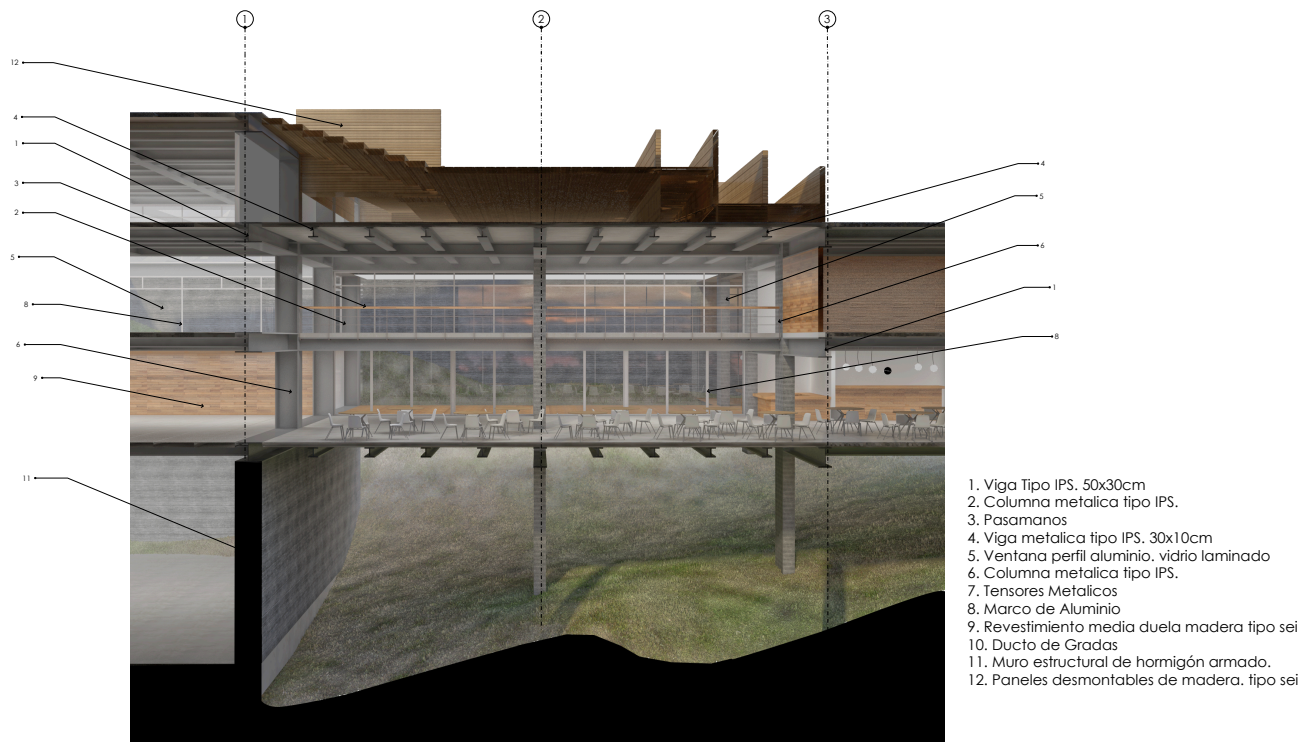 1 2 3
12
4
1
3
2
5
8
6
9
11
4
5
6
1
8
1. Viga Tipo IPS. 50x30cm
2. Columna metalica tipo IPS.
3. Pasamanos
4. Viga metalica tipo IPS. 30x10cm
5. Ventana perfil aluminio. vidrio laminado
6. Columna metalica tipo IPS.
7. Tensores Metalicos
8. Marco de Aluminio
9. Revestimiento media duela madera tipo sei
10. Ducto de Gradas
11. Muro estructural de hormigón armado.
12. Paneles desmontables de madera. tipo sei